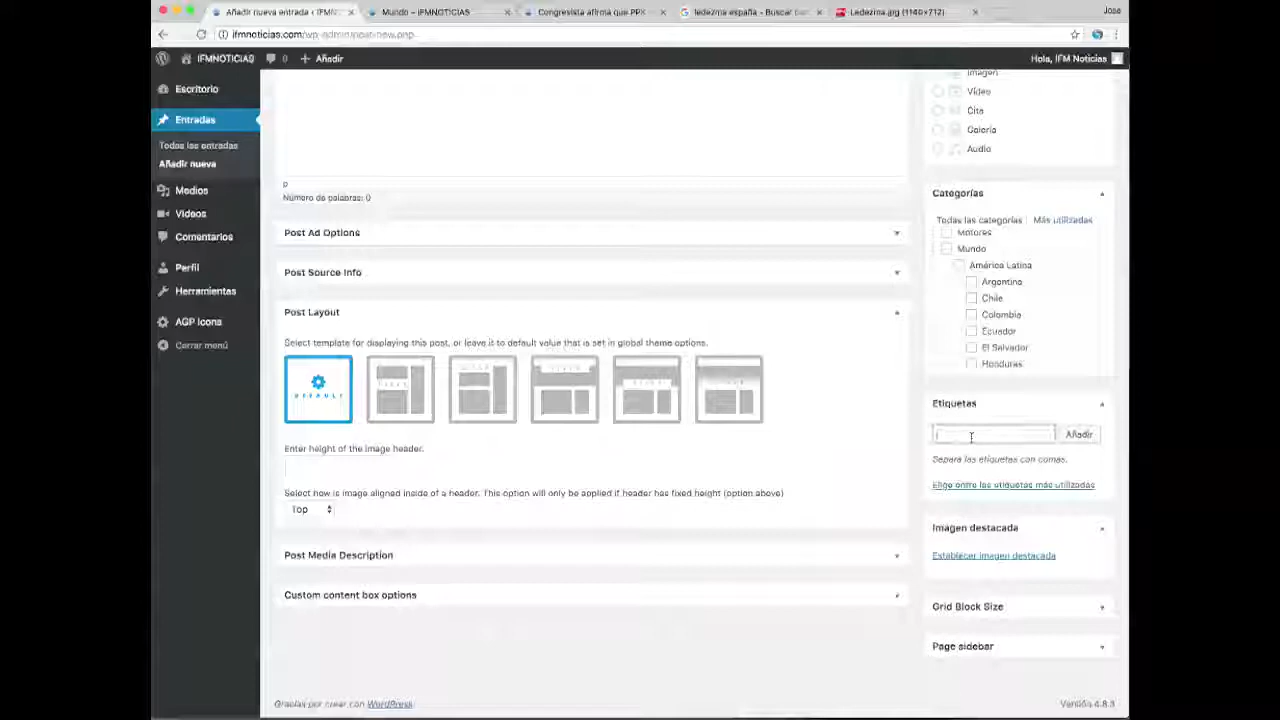 Añadir nueva entrada ‹ IFMN
Mundo – IFMNOTICIAS
Congresista afirma que PPK
ledezma españa - Buscar
Ledezma.jpg (1140×712)
Jose
ifmnoticias.com/wp-admin/post-new.php
IFMNOTICIAS
0
Añadir
Hola, IFM Noticias
Escritorio
Entradas
Todas las entradas
Añadir nueva
Medios
Videos
Comentarios
Perfil
Herramientas
AGP Icons
Cerrar menú
p
Número de palabras: 0
Post Ad Options
Post Source Info
Post Layout
Select template for displaying this post, or leave it to default value that is set in global theme options.
DEFAULT
Enter height of the image header.
Select how is image aligned inside of a header. This option will only be applied if header has fixed height (option above)
Top
Post Media Description
Custom content box options
Gracias por crear con WordPress.
Imagen
Vídeo
Cita
Galería
Audio
Categorías
Todas las categorías
Más utilizadas
Motores
Mundo
América Latina
Argentina
Chile
Colombia
Ecuador
El Salvador
Honduras
Etiquetas
Añadir
Separa las etiquetas con comas.
Elige entre las etiquetas más utilizadas
Imagen destacada
Establecer imagen destacada
Grid Block Size
Page sidebar
Versión 4.8.3